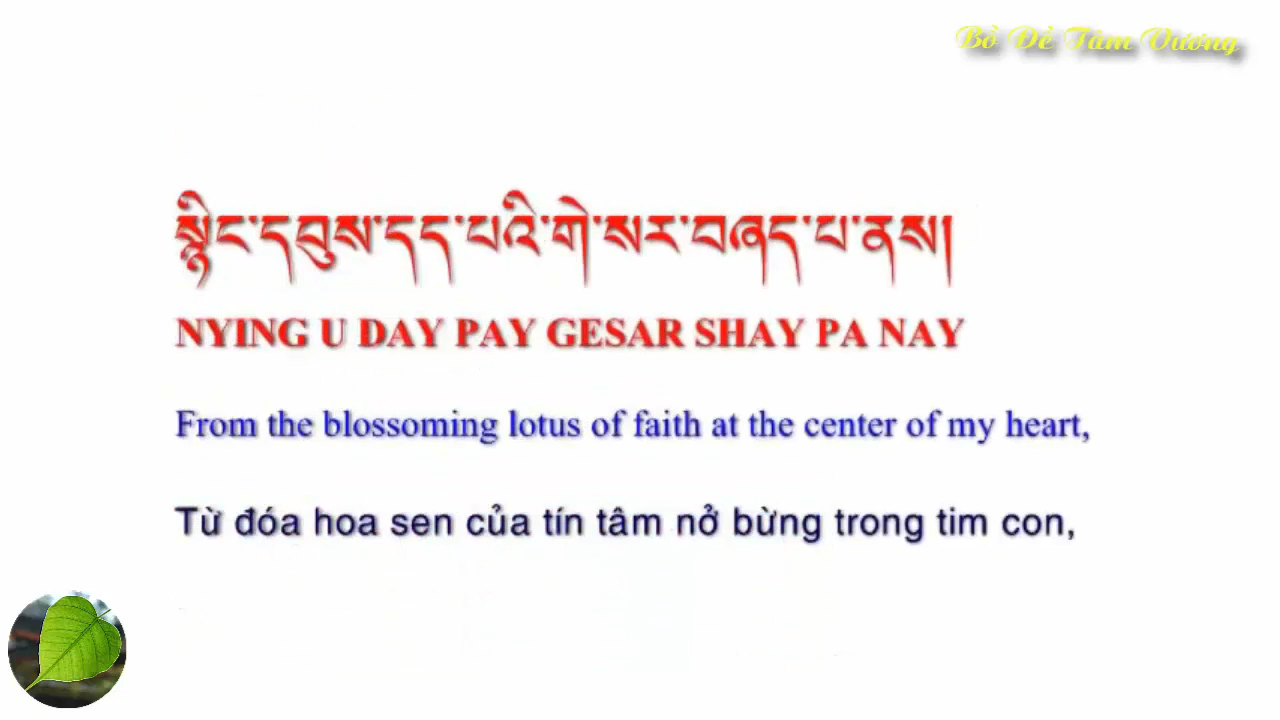 Bồ Đề Tâm Vương
སྙིང་དབུས་དད་པའི་གེ་སར་བཞད་པ་ནས།
NYING U DAY PAY GESAR SHAY PA NAY
From the blossoming lotus of faith at the center of my heart,
Từ đóa hoa sen của tín tâm nở bừng trong tim con,